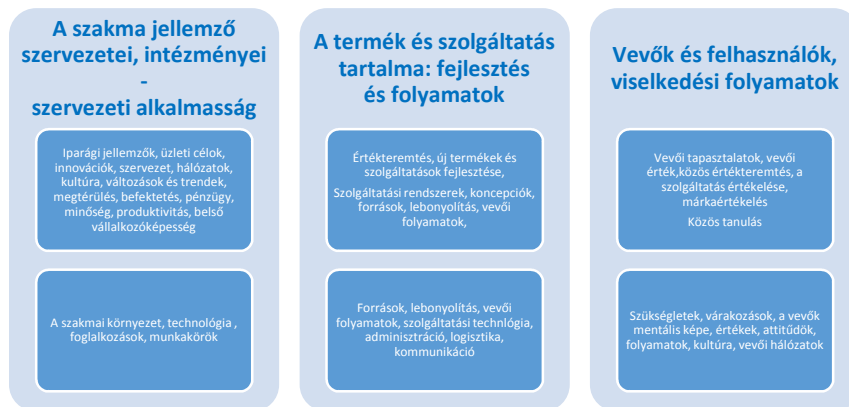 A szakma jellemző
szervezetei, intézményei
-
szervezeti alkalmasság
Iparági jellemzők, üzleti célok,
innovációk, szervezet, hálózatok,
kultúra, változások és trendek,
megtérülés, befektetés, pénzügy,
minőség, produktivitás, belső
vállalkozóképesség
A szakmai környezet, technológia ,
foglalkozások, munkakörök
A termék és szolgáltatás
tartalma: fejlesztés
és folyamatok
Értékteremtés, új termékek és
szolgáltatások fejlesztése,
Szolgáltatási rendszerek, koncepciók,
források, lebonyolítás, vevői
folyamatok,
Források, lebonyolítás, vevői
folyamatok, szolgáltatási technlógia,
adminisztráció, logisztika,
kommunikáció
Vevők és felhasználók,
viselkedési folyamatok
Vevői tapasztalatok, vevői
érték,közös értékteremtés, a
szolgáltatás értékelése,
márkaértékelés
Közös tanulás
Szükségletek, várakozások, a vevők
mentális képe, értékek, attitűdök,
folyamatok, kultúra, vevői hálózatok